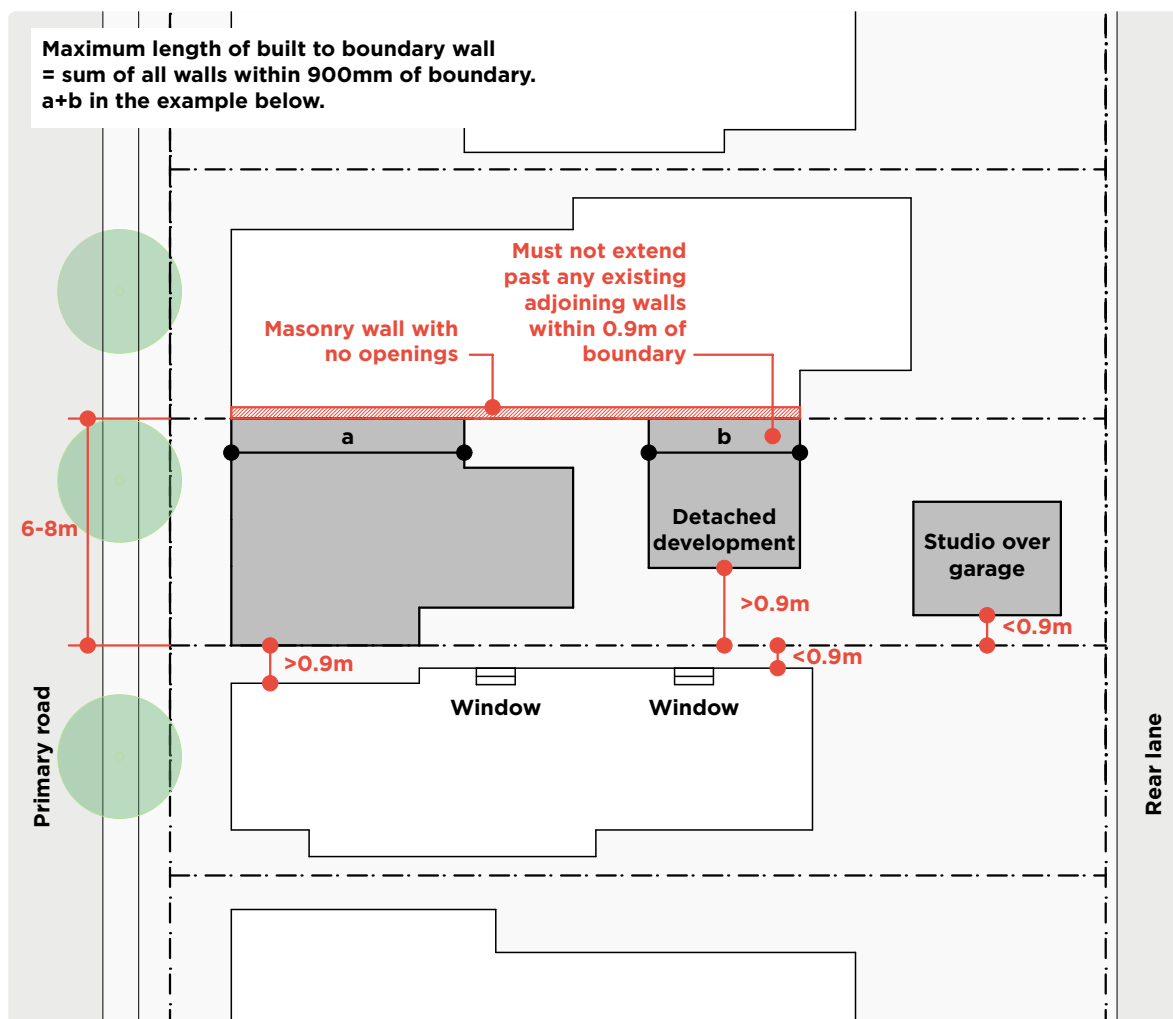 Maximum length of built to boundary wall
= sum of all walls within 900mm of boundary.
a+b in the example below.
Must not extend
past any existing
adjoining walls
within 0.9m of
boundary
Masonry wall with
no openings
a
b
6-8m
Detached
development
Studio over
garage
>0.9m
<0.9m
>0.9m
<0.9m
Window
Window
Primary road
Rear lane